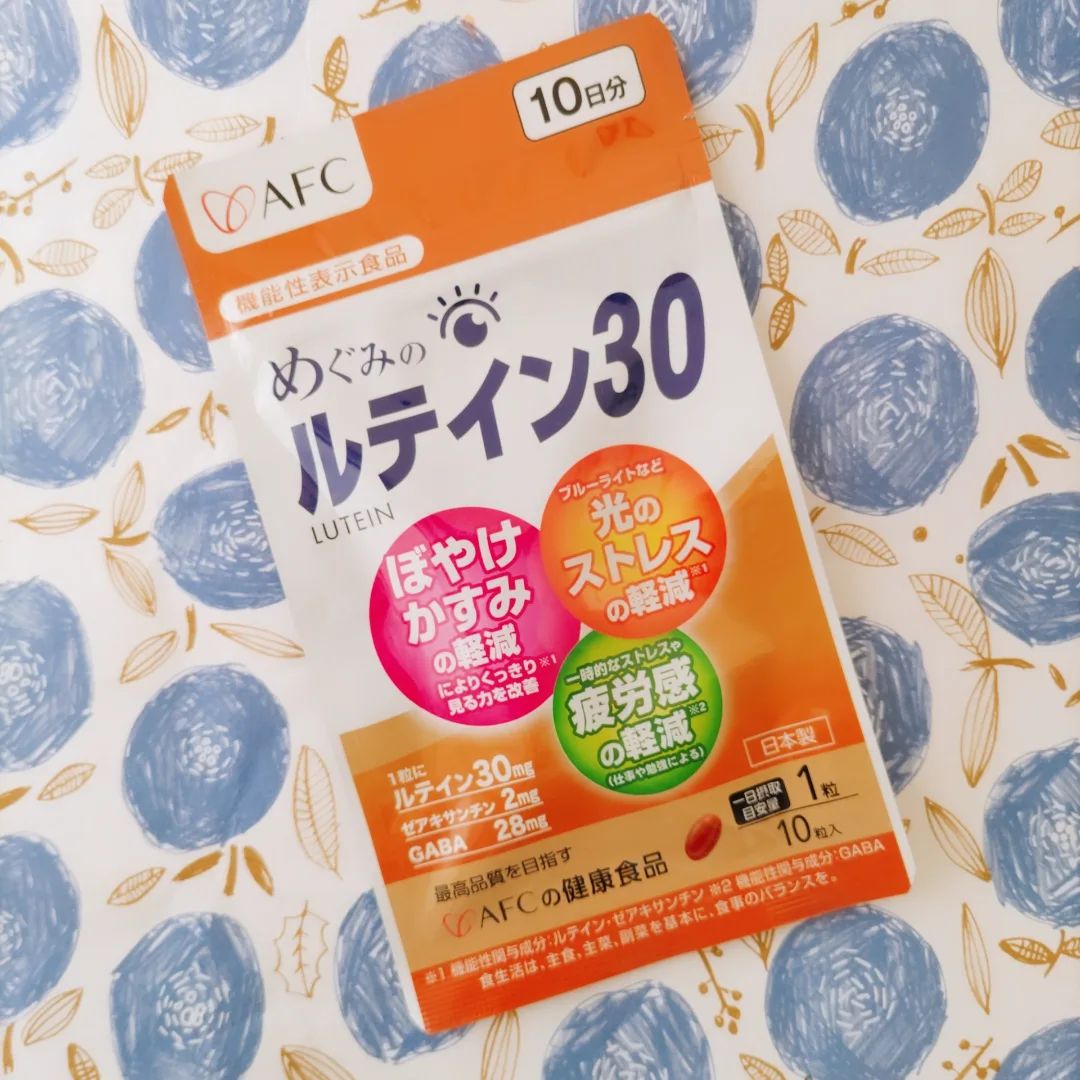 10日分
AFC
機能性表示食品
めぐみの
ルテイン30
LUTEIN
ブルーライトなど
光の
ストレス
の軽減※1
ぼやけ
かすみ
の軽減
によりくっきり※1
見る力を改善
一時的なストレスや
疲労感
の軽減※2
(仕事や勉強による)
1粒に
ルテイン30mg
ゼアキサンチン 2mg
GABA 28mg
日本製
一日摂取
目安量
1粒
10粒入
最高品質を目指す
AFCの健康食品
※1 機能性関与成分:ルテイン・ゼアキサンチン ※2 機能性関与成分:GABA
食生活は、主食、主菜、副菜を基本に、食事のバランスを。